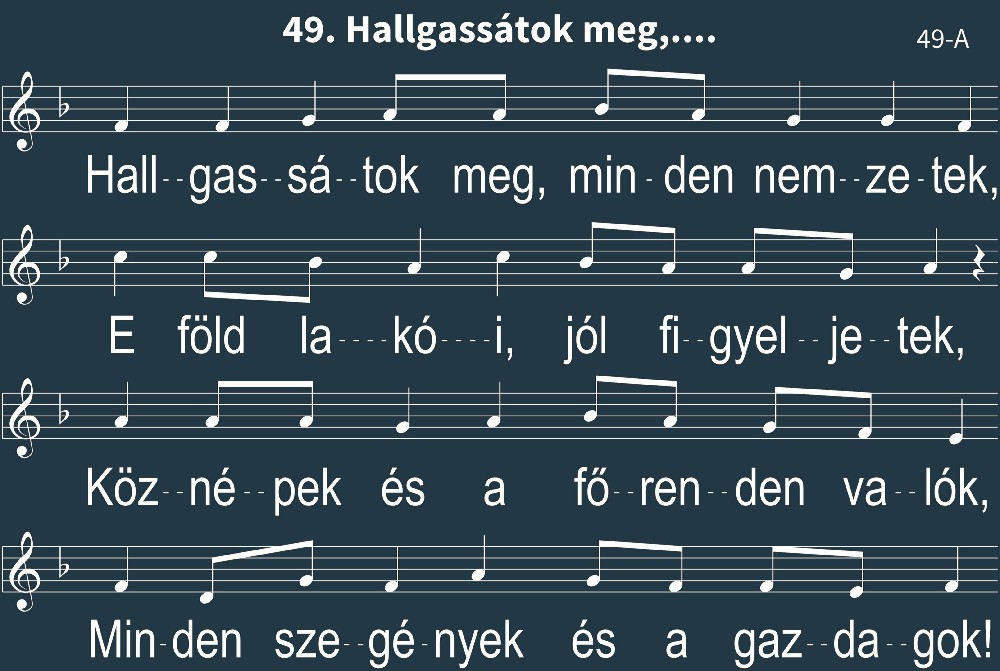 49. Hallgassátok meg,....
49-A
Hall--gas--sá--tok meg, min-den nem--ze-tek,
E föld la----kó----i, jól fi--gyel--je--tek,
Köz--né--pek és a fő--ren--den va--lók,
Min-den sze--gé-nyek és a gaz--da--gok!